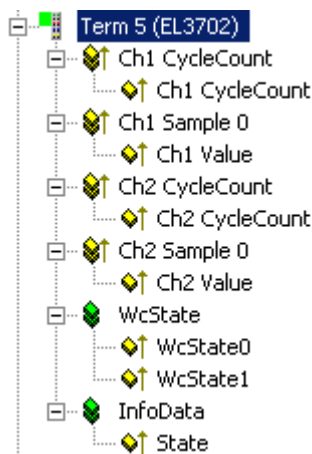 Term 5 (EL3702)
Ch1 CycleCount
Ch1 CycleCount
Ch1 Sample 0
Ch1 Value
Ch2 CycleCount
Ch2 CycleCount
Ch2 Sample 0
Ch2 Value
WcState
WcState0
WcState1
InfoData
State